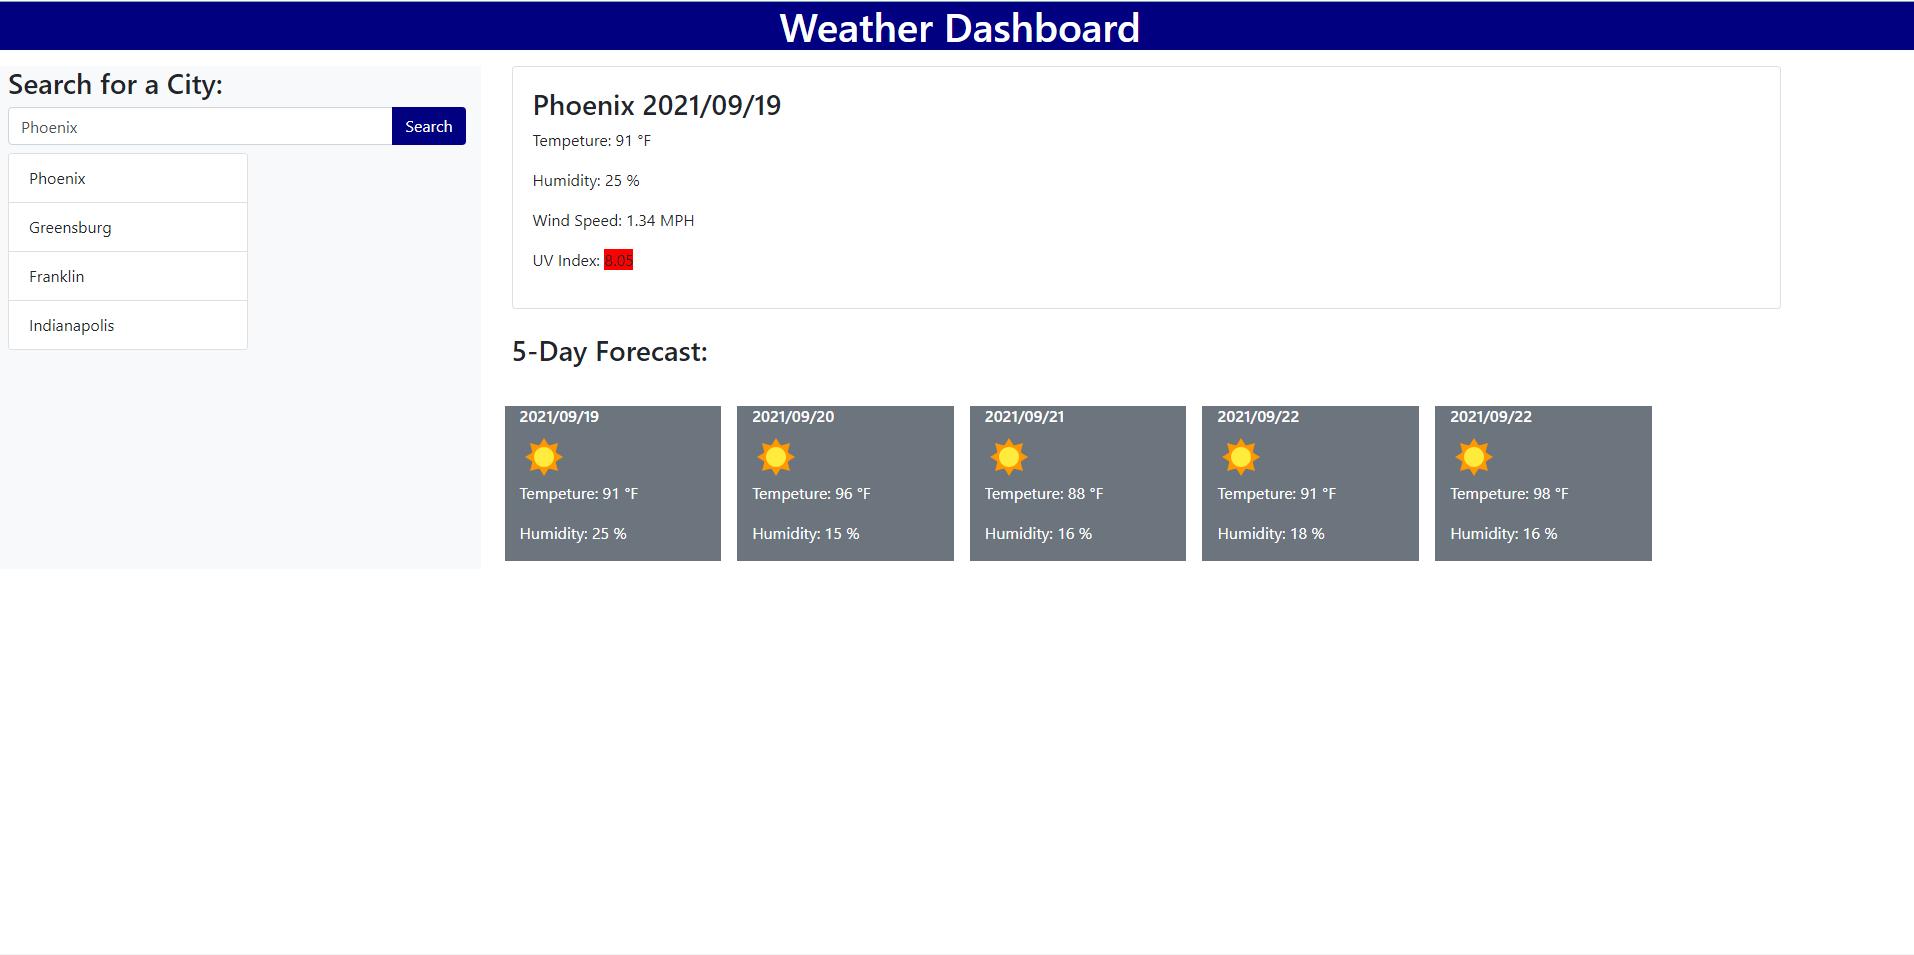 Weather Dashboard
Search for a City:
Phoenix
Search
Phoenix
Greensburg
Franklin
Indianapolis
Phoenix 2021/09/19
Tempeture: 91 °F
Humidity: 25 %
Wind Speed: 1.34 MPH
UV Index: 8.05
5-Day Forecast:
2021/09/19
Tempeture: 91 °F
Humidity: 25 %
2021/09/20
Tempeture: 96 °F
Humidity: 15 %
2021/09/21
Tempeture: 88 °F
Humidity: 16 %
2021/09/22
Tempeture: 91 °F
Humidity: 18 %
2021/09/22
Tempeture: 98 °F
Humidity: 16 %